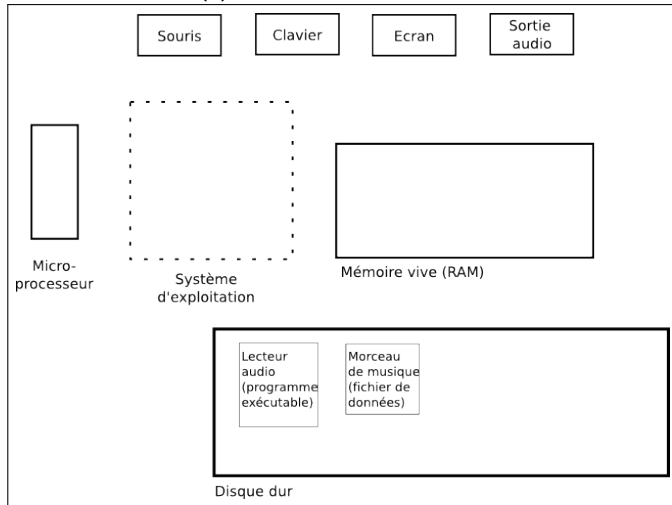 Souris
Clavier
Ecran
Sortie
audio
Micro-
processeur
Système
d'exploitation
Mémoire vive (RAM)
Lecteur
audio
(programme
exécutable)
Morceau
de musique
(fichier de
données)
Disque dur